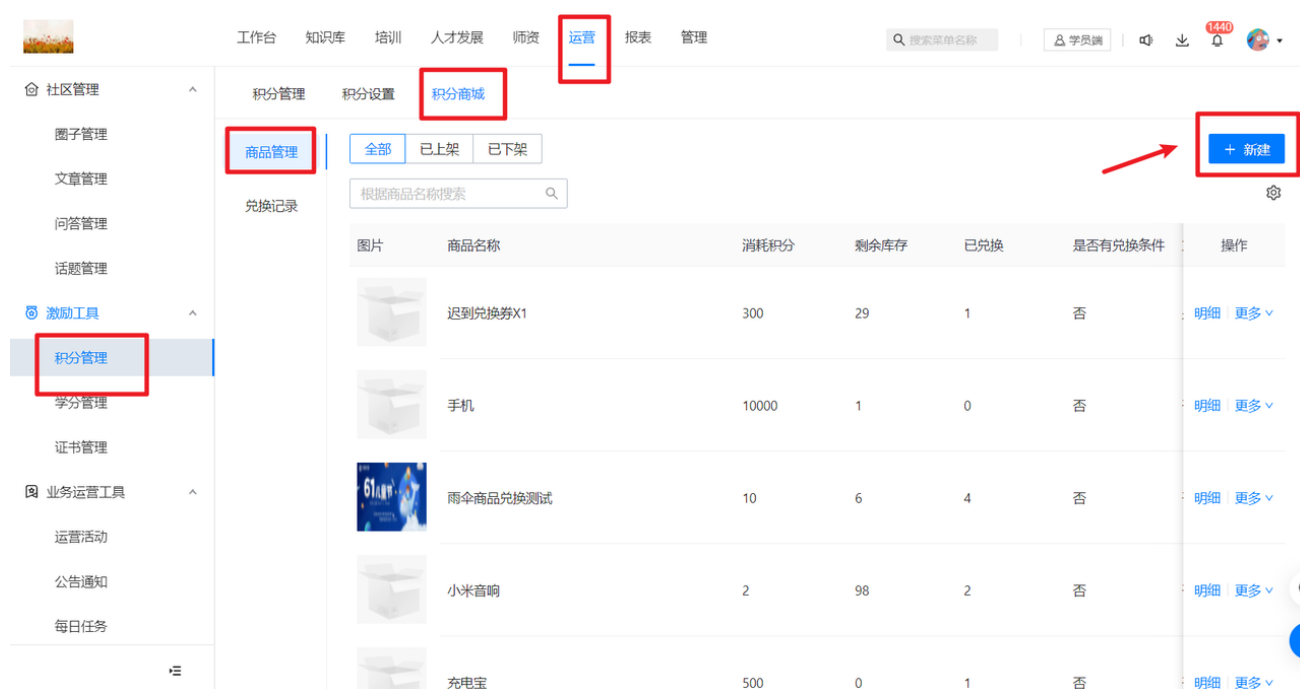 工作台 知识库 培训 人才发展 师资 运营 报表 管理 搜索菜单名称 学员端 1440
社区管理
圈子管理
文章管理
问答管理
话题管理
激励工具
积分管理
学分管理
证书管理
业务运营工具
运营活动
公告通知
每日任务
积分管理 积分设置 积分商城
商品管理
兑换记录
全部 已上架 已下架
+ 新建
根据商品名称搜索
图片 商品名称 消耗积分 剩余库存 已兑换 是否有兑换条件 操作
迟到兑换券X1 300 29 1 否 明细 更多
手机 10000 1 0 否 明细 更多
61儿童节
雨伞商品兑换测试 10 6 4 否 明细 更多
小米音响 2 98 2 否 明细 更多
充电宝 500 0 1 否 明细 更多